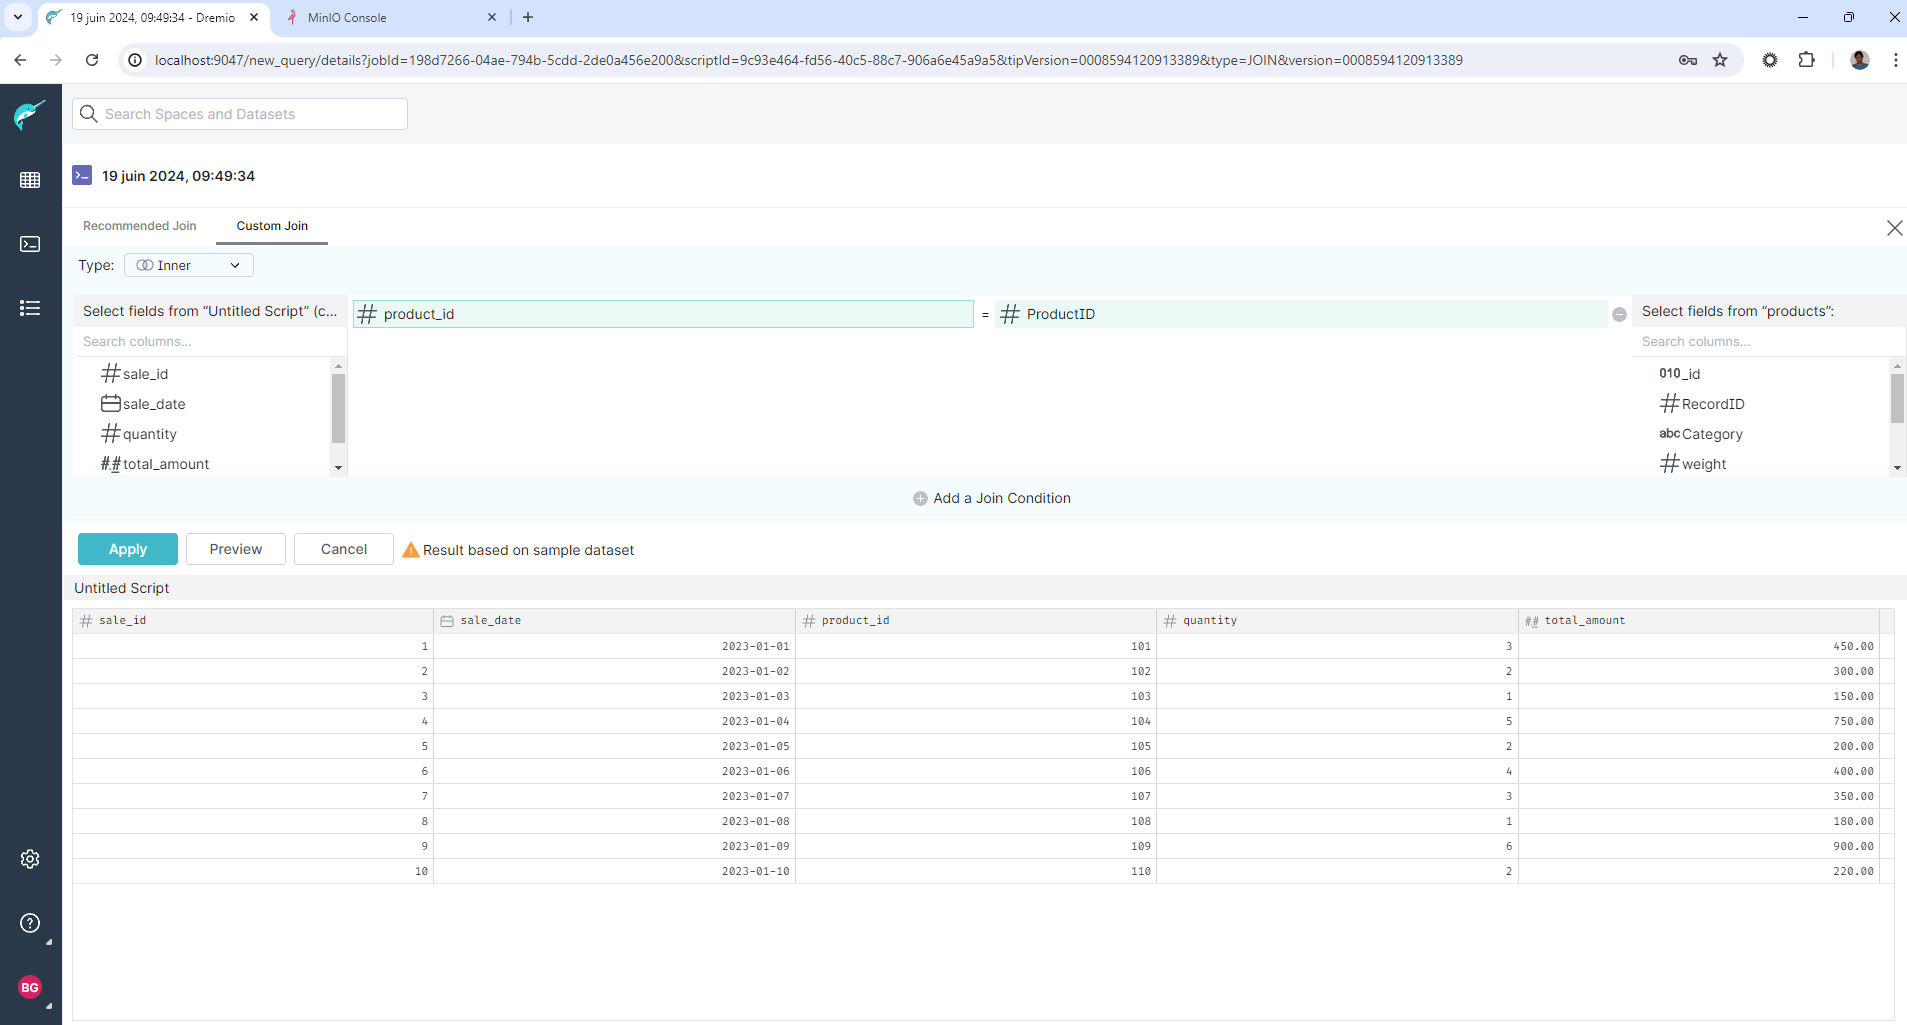 19 juin 2024, 09:49:34 - Dremio
MinIO Console
localhost:9047/new_query/details?jobId=198d7266-04ae-794b-5cdd-2de0a456e200&scriptId=9c93e464-fd56-40c5-88c7-906a6e45a9a5&tipVersion=0008594120913389&type=JOIN&version=0008594120913389
Search Spaces and Datasets
19 juin 2024, 09:49:34
Recommended Join Custom Join
Type: Inner
Select fields from “Untitled Script” (c...
Search columns...
# sale_id
sale_date
# quantity
#.# total_amount
# product_id = # ProductID
Select fields from “products”:
Search columns...
010 _id
# RecordID
abc Category
# weight
Add a Join Condition
Apply Preview Cancel Result based on sample dataset
Untitled Script
# sale_id sale_date # product_id # quantity #.# total_amount
1 2023-01-01 101 3 450.00
2 2023-01-02 102 2 300.00
3 2023-01-03 103 1 150.00
4 2023-01-04 104 5 750.00
5 2023-01-05 105 2 200.00
6 2023-01-06 106 4 400.00
7 2023-01-07 107 3 350.00
8 2023-01-08 108 1 180.00
9 2023-01-09 109 6 900.00
10 2023-01-10 110 2 220.00
BG